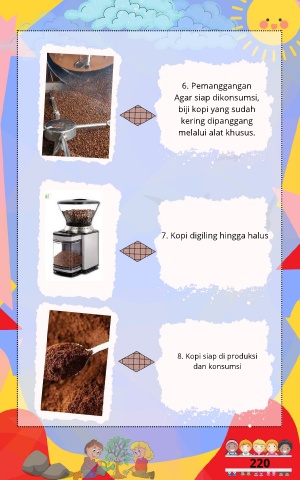 6. Pemanggangan
Agar siap dikonsumsi,
biji kopi yang sudah
kering dipanggang
melalui alat khusus.
7. Kopi digiling hingga halus
8. Kopi siap di produksi
dan konsumsi
220